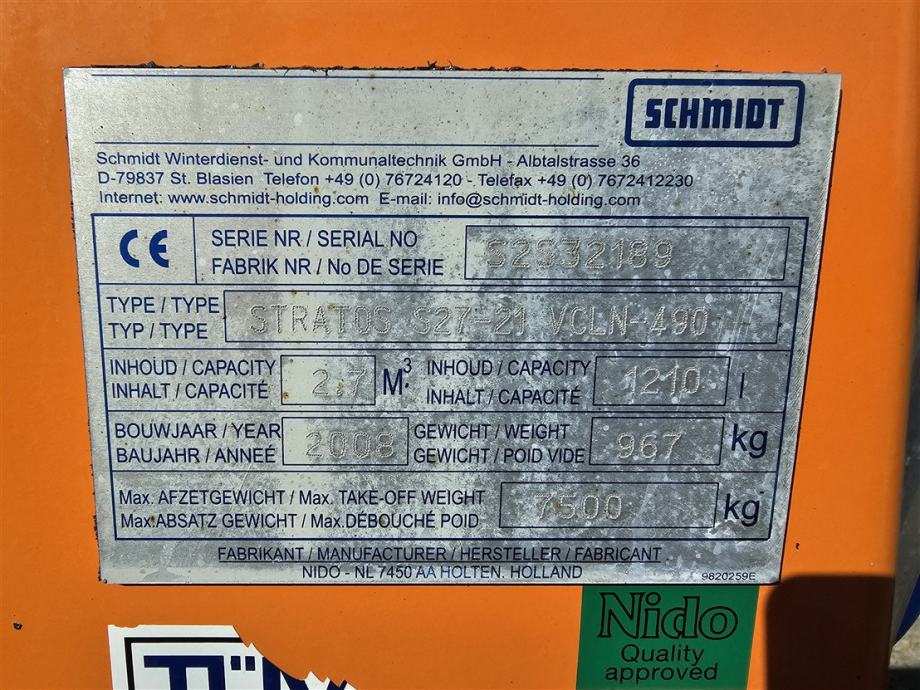 SCHMIDT
Schmidt Winterdienst- und Kommunaltechnik GmbH - Albtalstrasse 36
D-79837 St. Blasien Telefon +49 (0) 76724120 - Telefax +49 (0) 7672412230
Internet: www.schmidt-holding.com E-mail: info@schmidt-holding.com
CE
SERIE NR / SERIAL NO
FABRIK NR / No DE SERIE
S2S32189
TYPE / TYPE
TYP / TYPE
STRATOS S27-21 VCLN-490
INHOUD / CAPACITY
INHALT / CAPACITÉ
2.7 M³
INHOUD / CAPACITY
INHALT / CAPACITÉ
1210 l
BOUWJAAR / YEAR
BAUJAHR / ANNEÉ
2008
GEWICHT / WEIGHT
GEWICHT / POID VIDE
967 kg
Max. AFZETGEWICHT / Max. TAKE-OFF WEIGHT
Max. ABSATZ GEWICHT / Max. DÉBOUCHÉ POID
7500 kg
FABRIKANT / MANUFACTURER / HERSTELLER / FABRICANT
NIDO - NL 7450 AA HOLTEN. HOLLAND
9820259E
Nido
Quality
approved